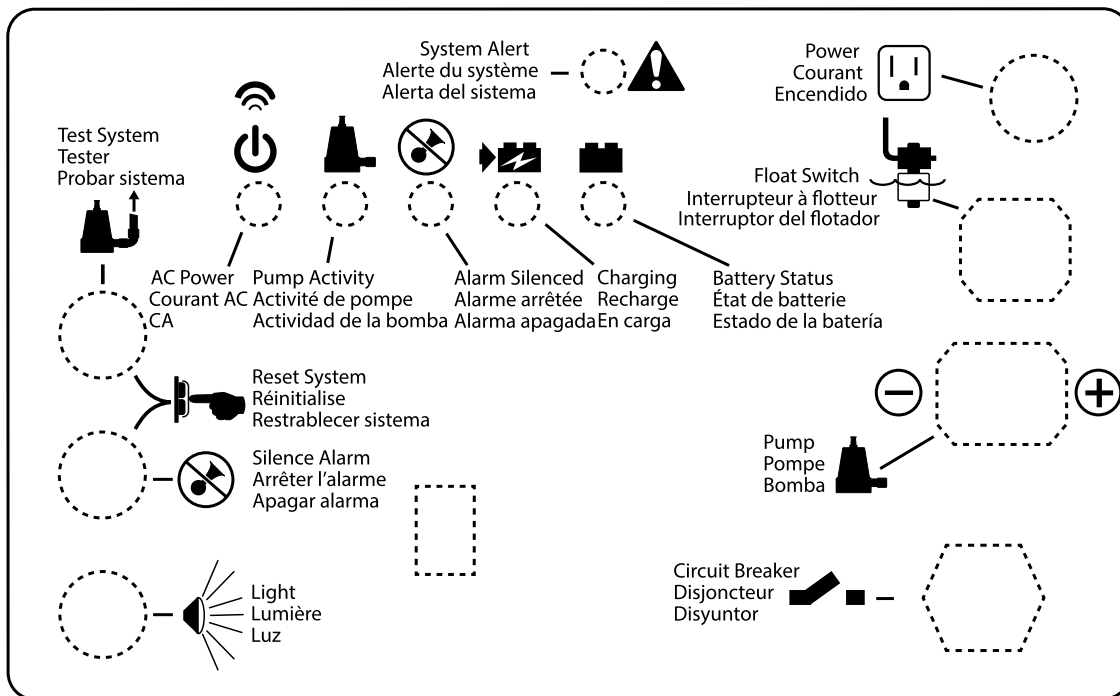 System Alert
Alerte du système
Alerta del sistema
Power
Courant
Encendido
Test System
Tester
Probar sistema
Float Switch
Interrupteur à flotteur
Interruptor del flotador
AC Power
Courant AC
CA
Pump Activity
Activité de pompe
Actividad de la bomba
Alarm Silenced
Alarme arrêtée
Alarma apagada
Charging
Recharge
En carga
Battery Status
État de batterie
Estado de la batería
Reset System
Réinitialise
Restrablecer sistema
Silence Alarm
Arrêter l'alarme
Apagar alarma
Pump
Pompe
Bomba
Light
Lumière
Luz
Circuit Breaker
Disjoncteur
Disyuntor